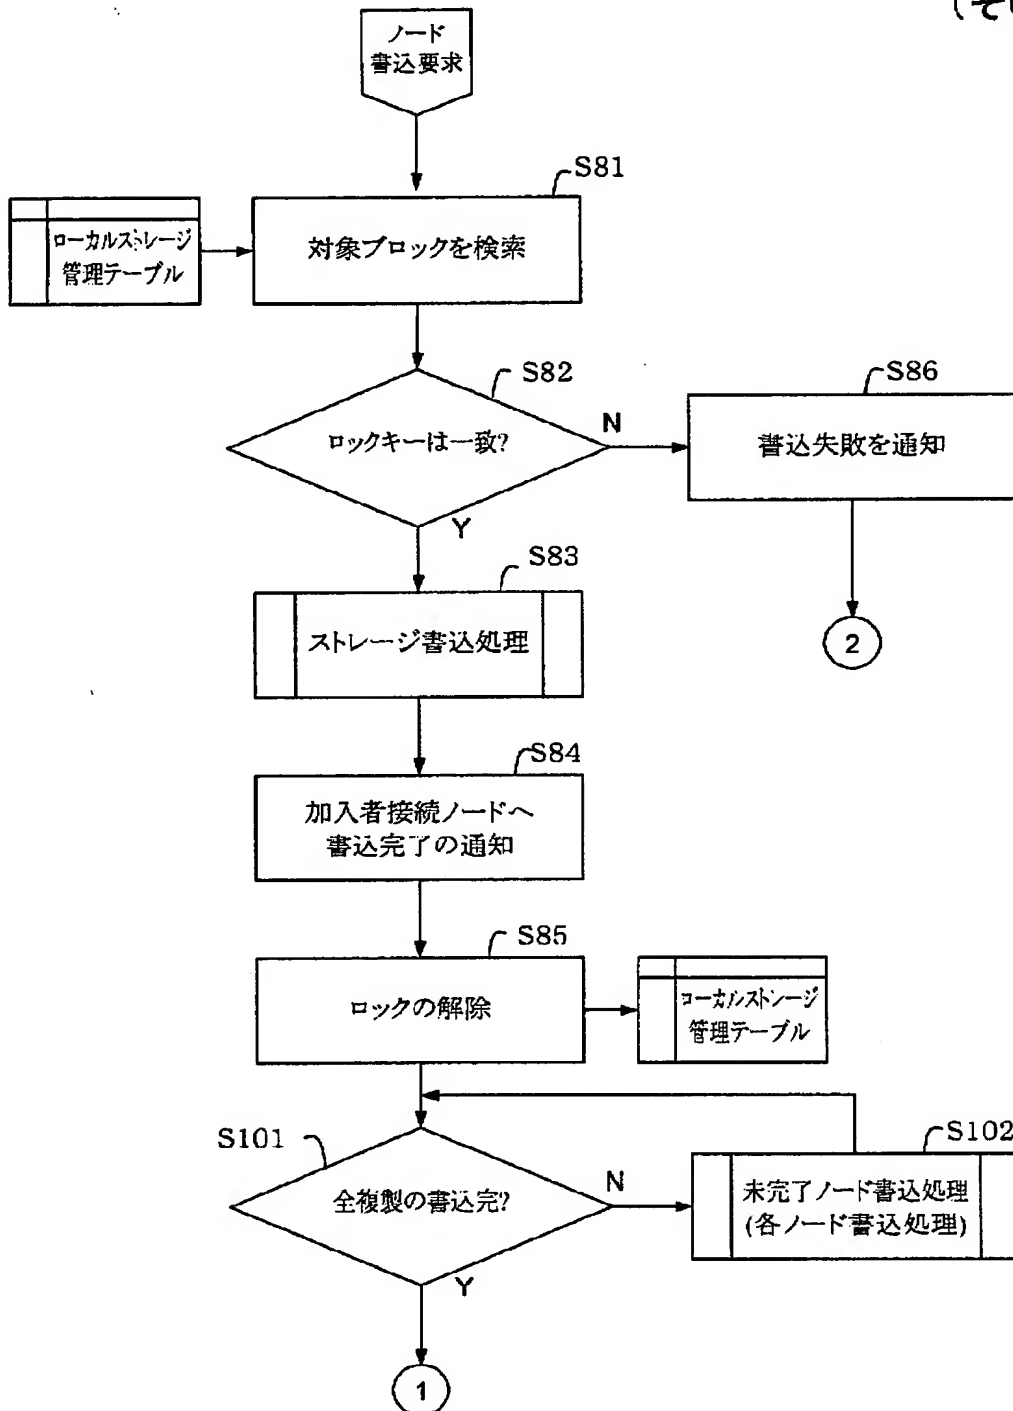 ノード
書込要求
S81
ローカルストレージ
管理テーブル
対象ブロックを検索
S82
ロックキーは一致?
N
Y
S86
書込失敗を通知
2
S83
ストレージ書込処理
S84
加入者接続ノードへ
書込完了の通知
S85
ロックの解除
ローカルストレージ
管理テーブル
S101
全複製の書込完?
N
Y
S102
未完了ノード書込処理
(各ノード書込処理)
1